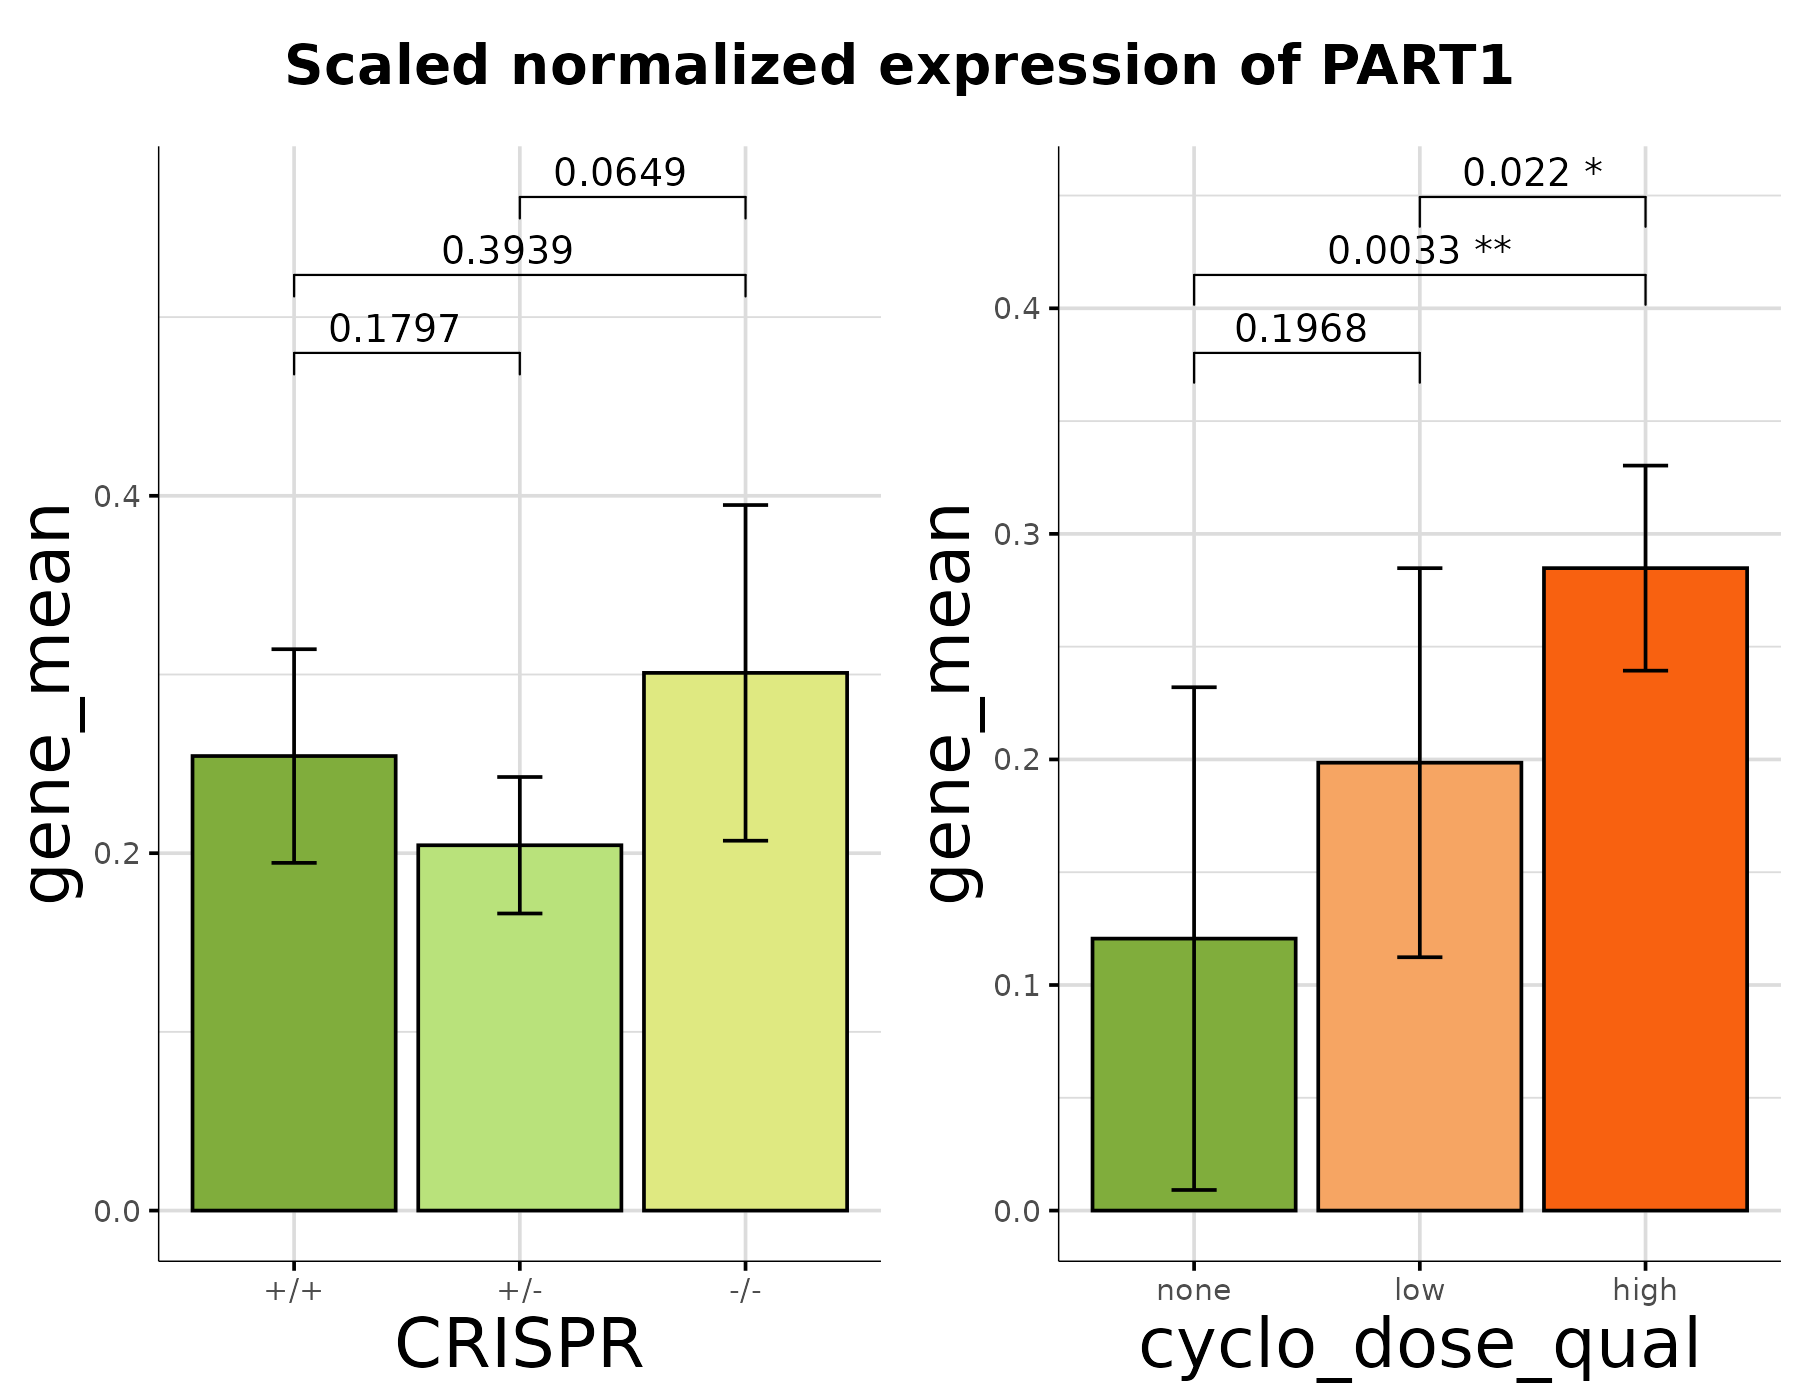 Scaled normalized expression of PART1
0.0649
0.3939
0.1797
0.4
0.2
0.0
gene_mean
+/+ +/- -/-
CRISPR
0.022 *
0.0033 **
0.1968
0.4
0.3
0.2
0.1
0.0
gene_mean
none low high
cyclo_dose_qual